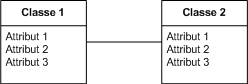 Classe 1
Attribut 1
Attribut 2
Attribut 3
Classe 2
Attribut 1
Attribut 2
Attribut 3